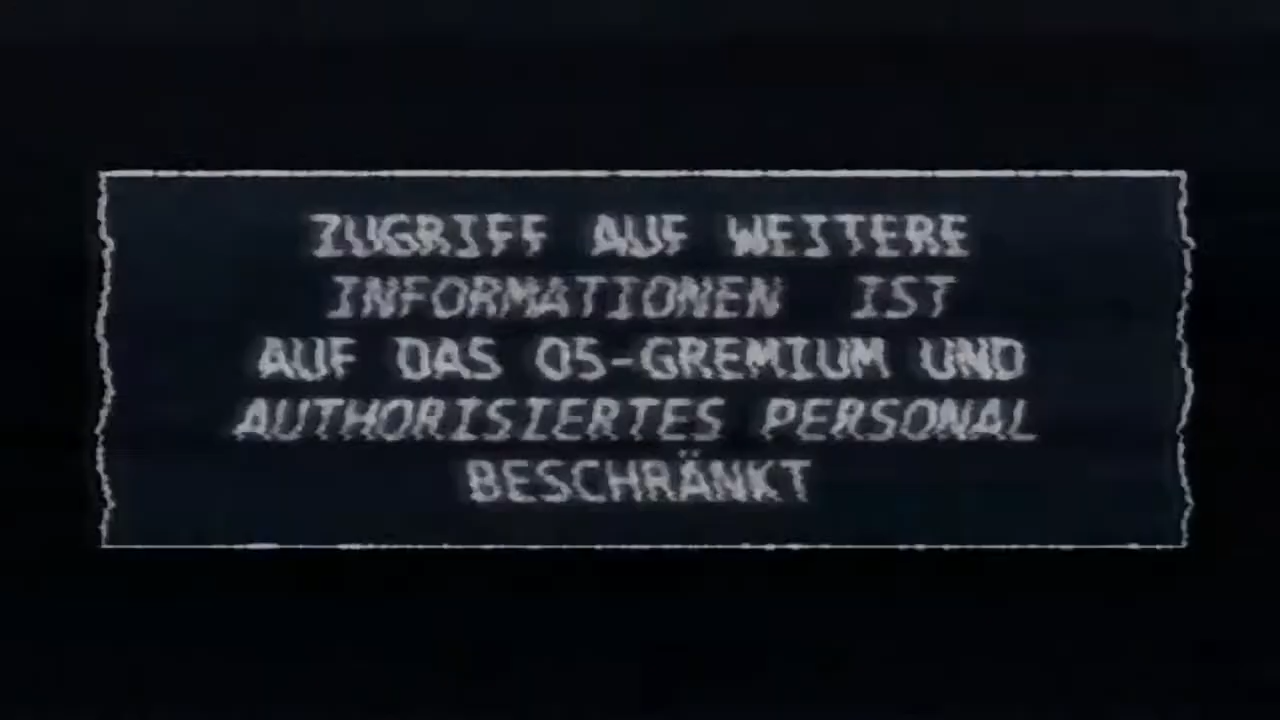 ZUGRIFF AUF WEITERE
INFORMATIONEN IST
AUF DAS O5-GREMIUM UND
AUTHORISIERTES PERSONAL
BESCHRÄNKT